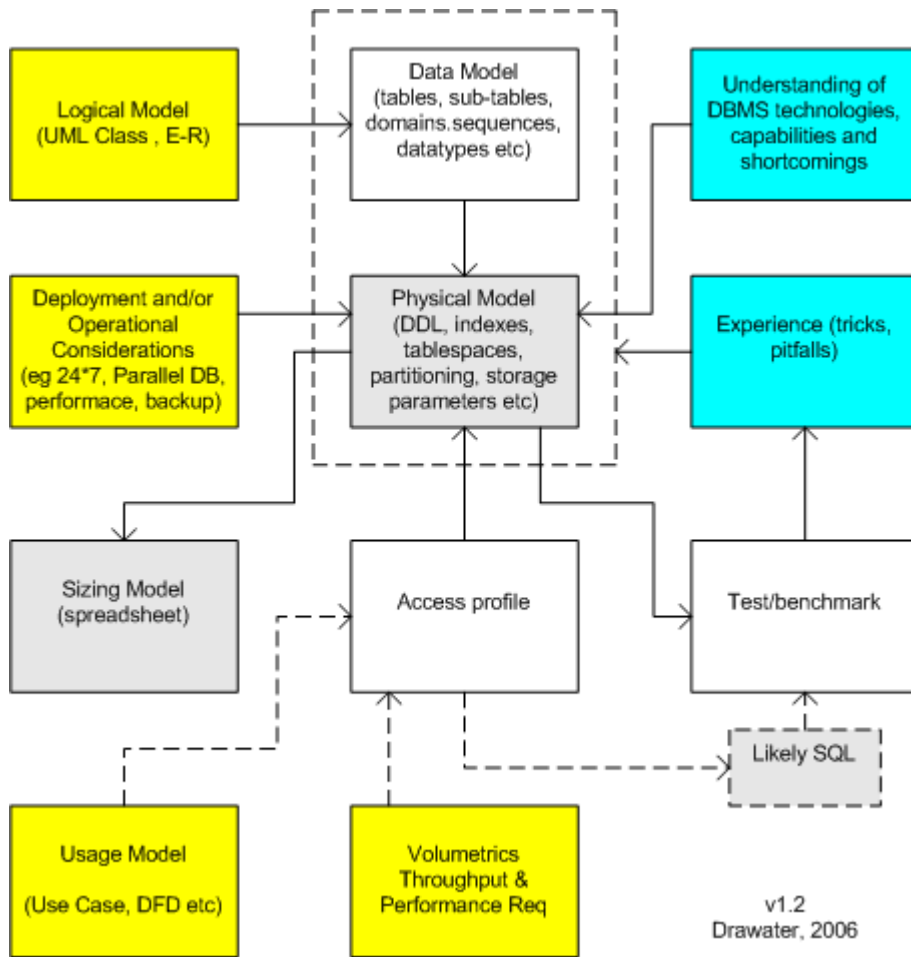 Logical Model
(UML Class , E-R)
Data Model
(tables, sub-tables,
domains.sequences,
datatypes etc)
Understanding of
DBMS technologies,
capabilities and
shortcomings
Deployment and/or
Operational
Considerations
(eg 24*7, Parallel DB,
performace, backup)
Physical Model
(DDL, indexes,
tablespaces,
partitioning, storage
parameters etc)
Experience (tricks,
pitfalls)
Sizing Model
(spreadsheet)
Access profile
Test/benchmark
Likely SQL
Usage Model
(Use Case, DFD etc)
Volumetrics
Throughput &
Performance Req
v1.2
Drawater, 2006